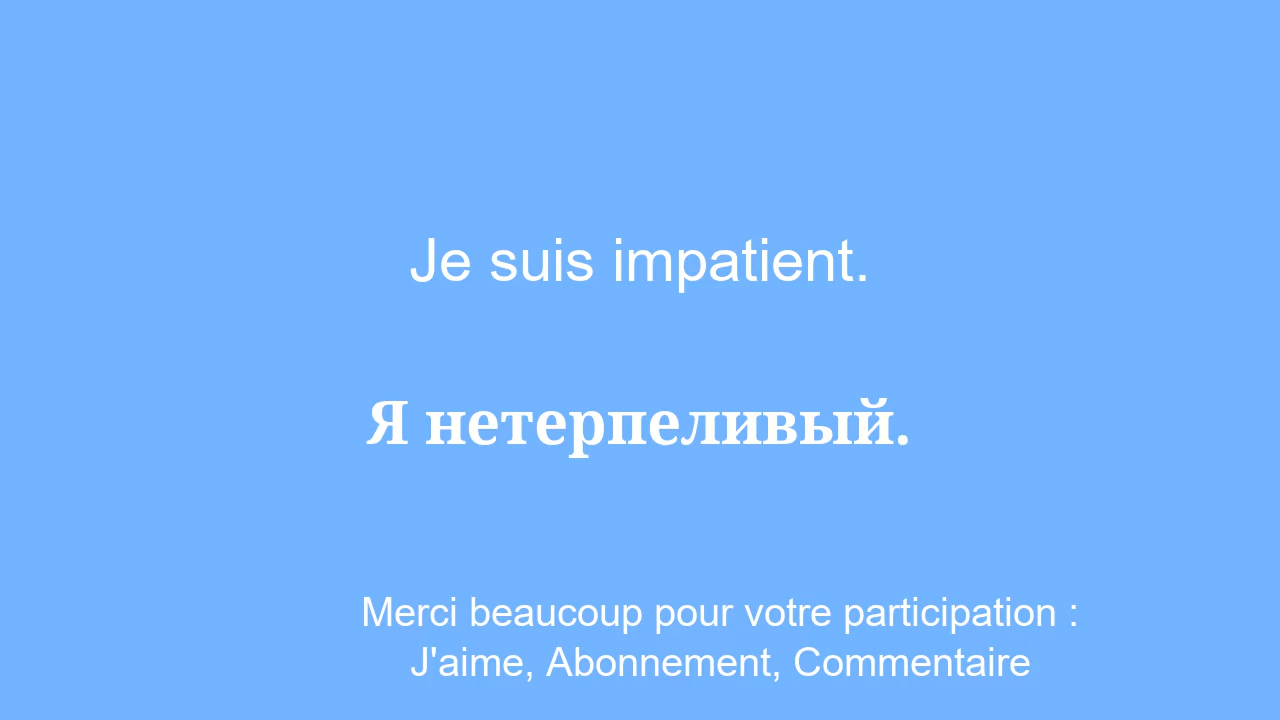 Je suis impatient.
Я нетерпеливый.
Merci beaucoup pour votre participation :
J'aime, Abonnement, Commentaire